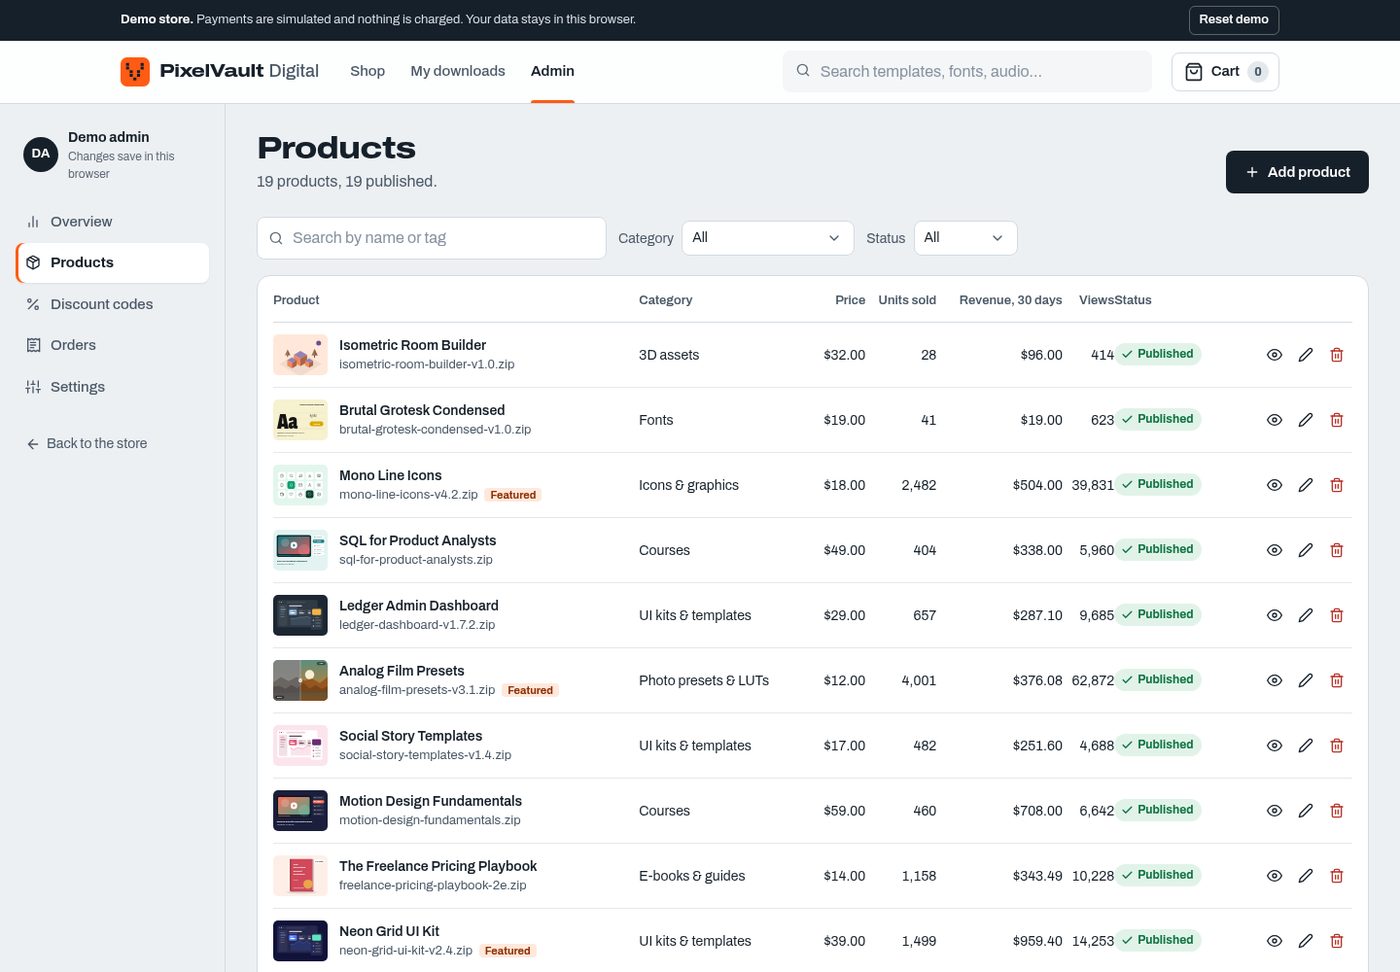 Demo store. Payments are simulated and nothing is charged. Your data stays in this browser.
Reset demo
PixelVault Digital
Shop
My downloads
Admin
Search templates, fonts, audio...
Cart 0
DA
Demo admin
Changes save in this
browser
Overview
Products
Discount codes
Orders
Settings
Back to the store
Products
19 products, 19 published.
+ Add product
Search by name or tag
Category All
Status All
Product Category Price Units sold Revenue, 30 days Views Status
Isometric Room Builder
isometric-room-builder-v1.0.zip
3D assets $32.00 28 $96.00 414 Published
Aa
Brutal Grotesk Condensed
brutal-grotesk-condensed-v1.0.zip
Fonts $19.00 41 $19.00 623 Published
Mono Line Icons
mono-line-icons-v4.2.zip Featured
Icons & graphics $18.00 2,482 $504.00 39,831 Published
SQL for Product Analysts
sql-for-product-analysts.zip
Courses $49.00 404 $338.00 5,960 Published
Ledger Admin Dashboard
ledger-dashboard-v1.7.2.zip
UI kits & templates $29.00 657 $287.10 9,685 Published
Analog Film Presets
analog-film-presets-v3.1.zip Featured
Photo presets & LUTs $12.00 4,001 $376.08 62,872 Published
Social Story Templates
social-story-templates-v1.4.zip
UI kits & templates $17.00 482 $251.60 4,688 Published
Motion Design Fundamentals
motion-design-fundamentals.zip
Courses $59.00 460 $708.00 6,642 Published
The Freelance Pricing Playbook
freelance-pricing-playbook-2e.zip
E-books & guides $14.00 1,158 $343.49 10,228 Published
Neon Grid UI Kit
neon-grid-ui-kit-v2.4.zip Featured
UI kits & templates $39.00 1,499 $959.40 14,253 Published